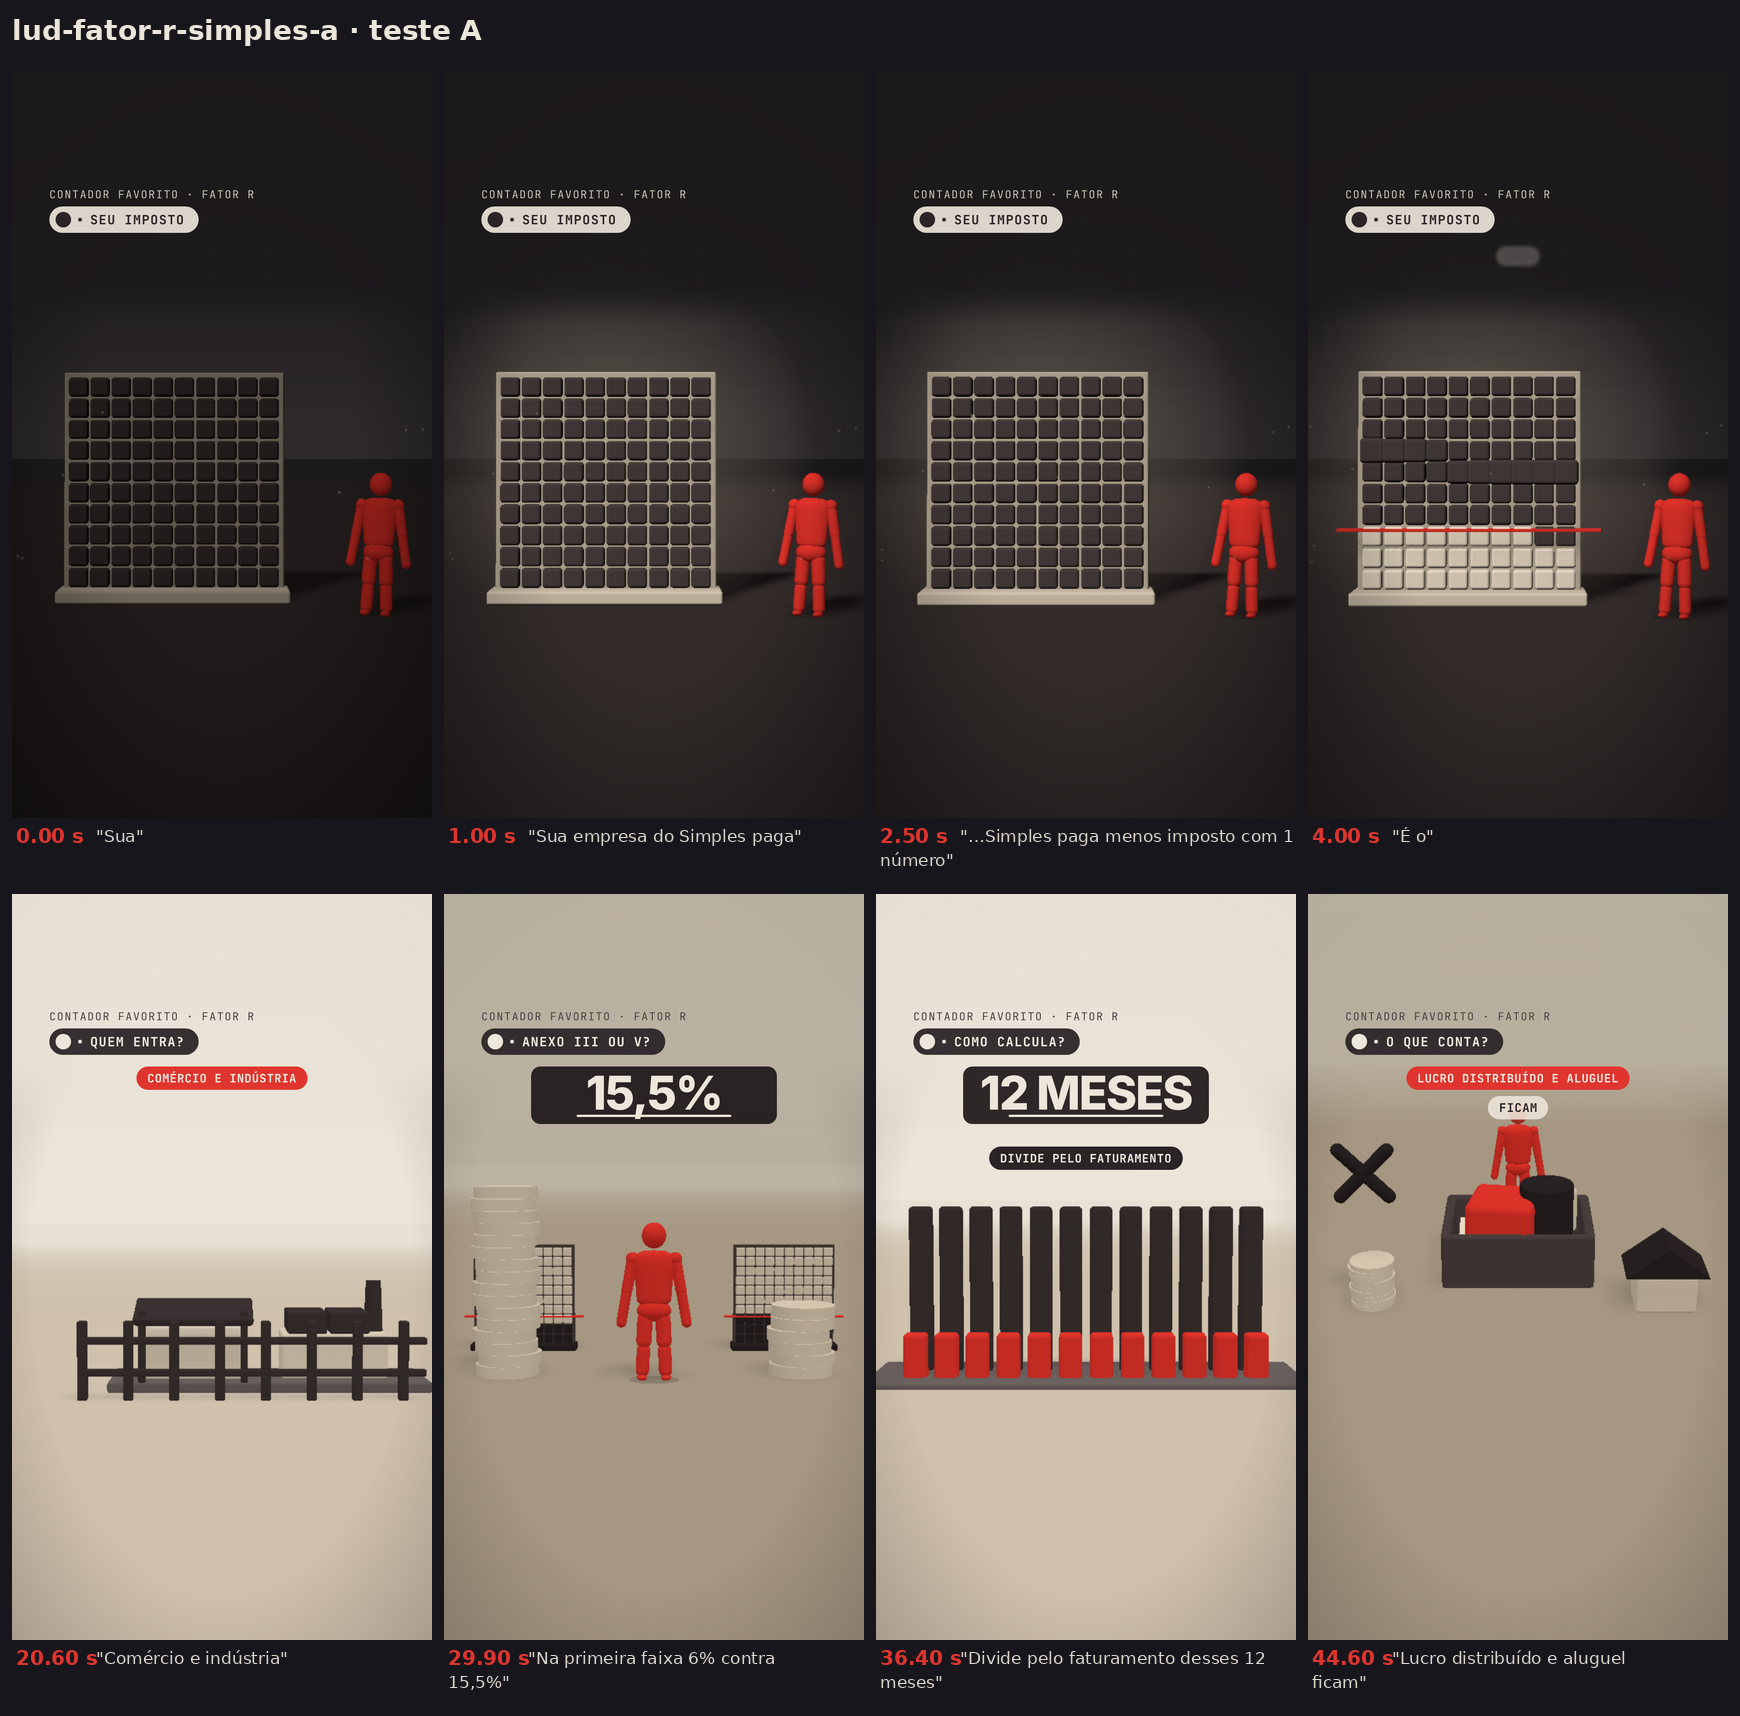 lud-fator-r-simples-a · teste A
CONTADOR FAVORITO · FATOR R
• SEU IMPOSTO
CONTADOR FAVORITO · FATOR R
• SEU IMPOSTO
CONTADOR FAVORITO · FATOR R
• SEU IMPOSTO
CONTADOR FAVORITO · FATOR R
• SEU IMPOSTO
0.00 s "Sua"
1.00 s "Sua empresa do Simples paga"
2.50 s "...Simples paga menos imposto com 1
número"
4.00 s "É o"
CONTADOR FAVORITO · FATOR R
• QUEM ENTRA?
COMÉRCIO E INDÚSTRIA
CONTADOR FAVORITO · FATOR R
• ANEXO III OU V?
15,5%
CONTADOR FAVORITO · FATOR R
• COMO CALCULA?
12 MESES
DIVIDE PELO FATURAMENTO
CONTADOR FAVORITO · FATOR R
• O QUE CONTA?
LUCRO DISTRIBUÍDO E ALUGUEL
FICAM
20.60 s "Comércio e indústria"
29.90 s "Na primeira faixa 6% contra
15,5%"
36.40 s "Divide pelo faturamento desses 12
meses"
44.60 s "Lucro distribuído e aluguel
ficam"